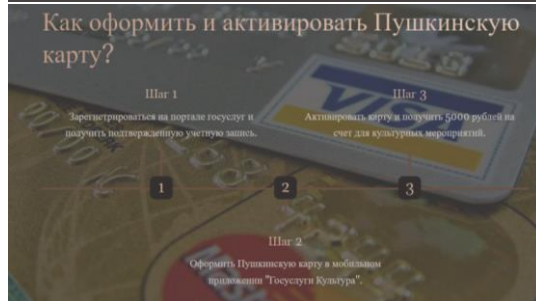 Как оформить и активировать Пушкинскую
карту?
Шаг 1
Зарегистрироваться на портале госуслуг и
получить подтвержденную учетную запись.
Шаг 3
Активировать карту и получить 5000 рублей на
счет для культурных мероприятий.
1
2
3
Шаг 2
Оформить Пушкинскую карту в мобильном
приложении "Госуслуги Культура".
VISA